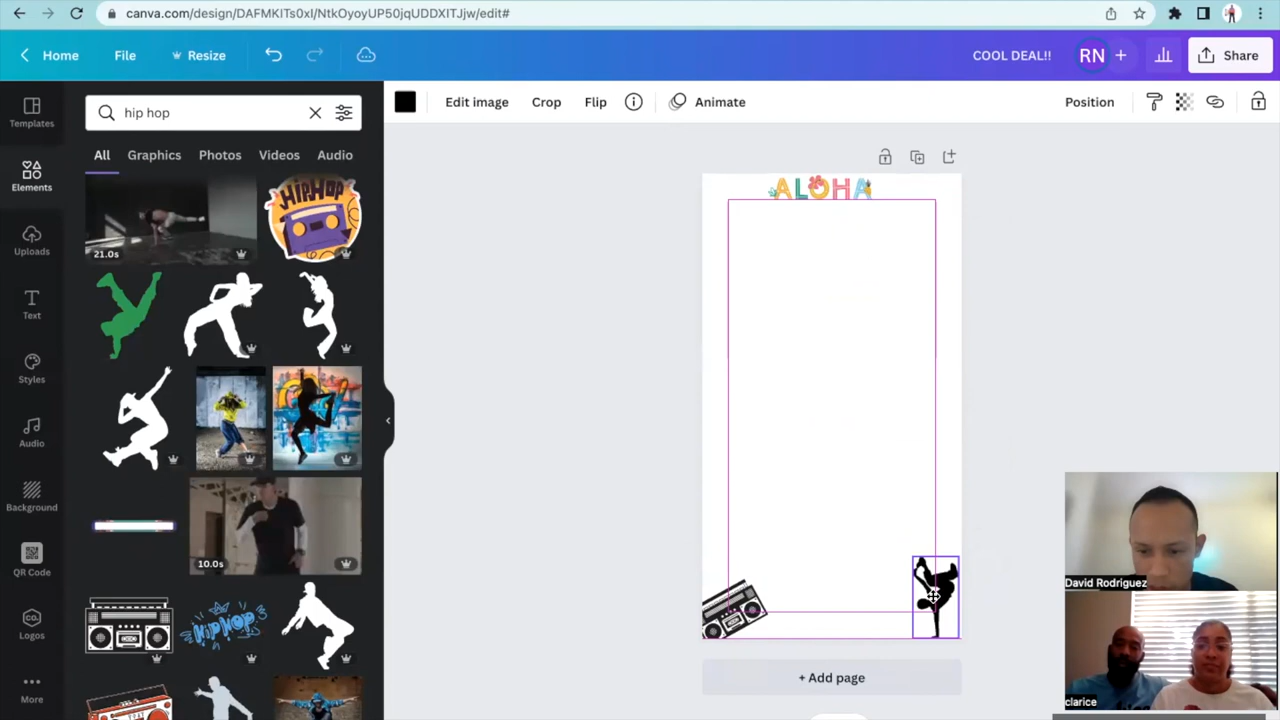 canva.com/design/DAFMKITs0xI/NtkOyoyUP50jqUDDXITJjw/edit#
Home
File
Resize
COOL DEAL!!
RN
Share
Templates
Elements
Uploads
Text
Styles
Audio
Background
QR Code
CO.
Logos
More
hip hop
All
Graphics
Photos
Videos
Audio
21.0s
HIPHOP
10.0s
HIPHOP
Edit image
Crop
Flip
Animate
Position
ALOHA
+ Add page
David Rodriguez
clarice